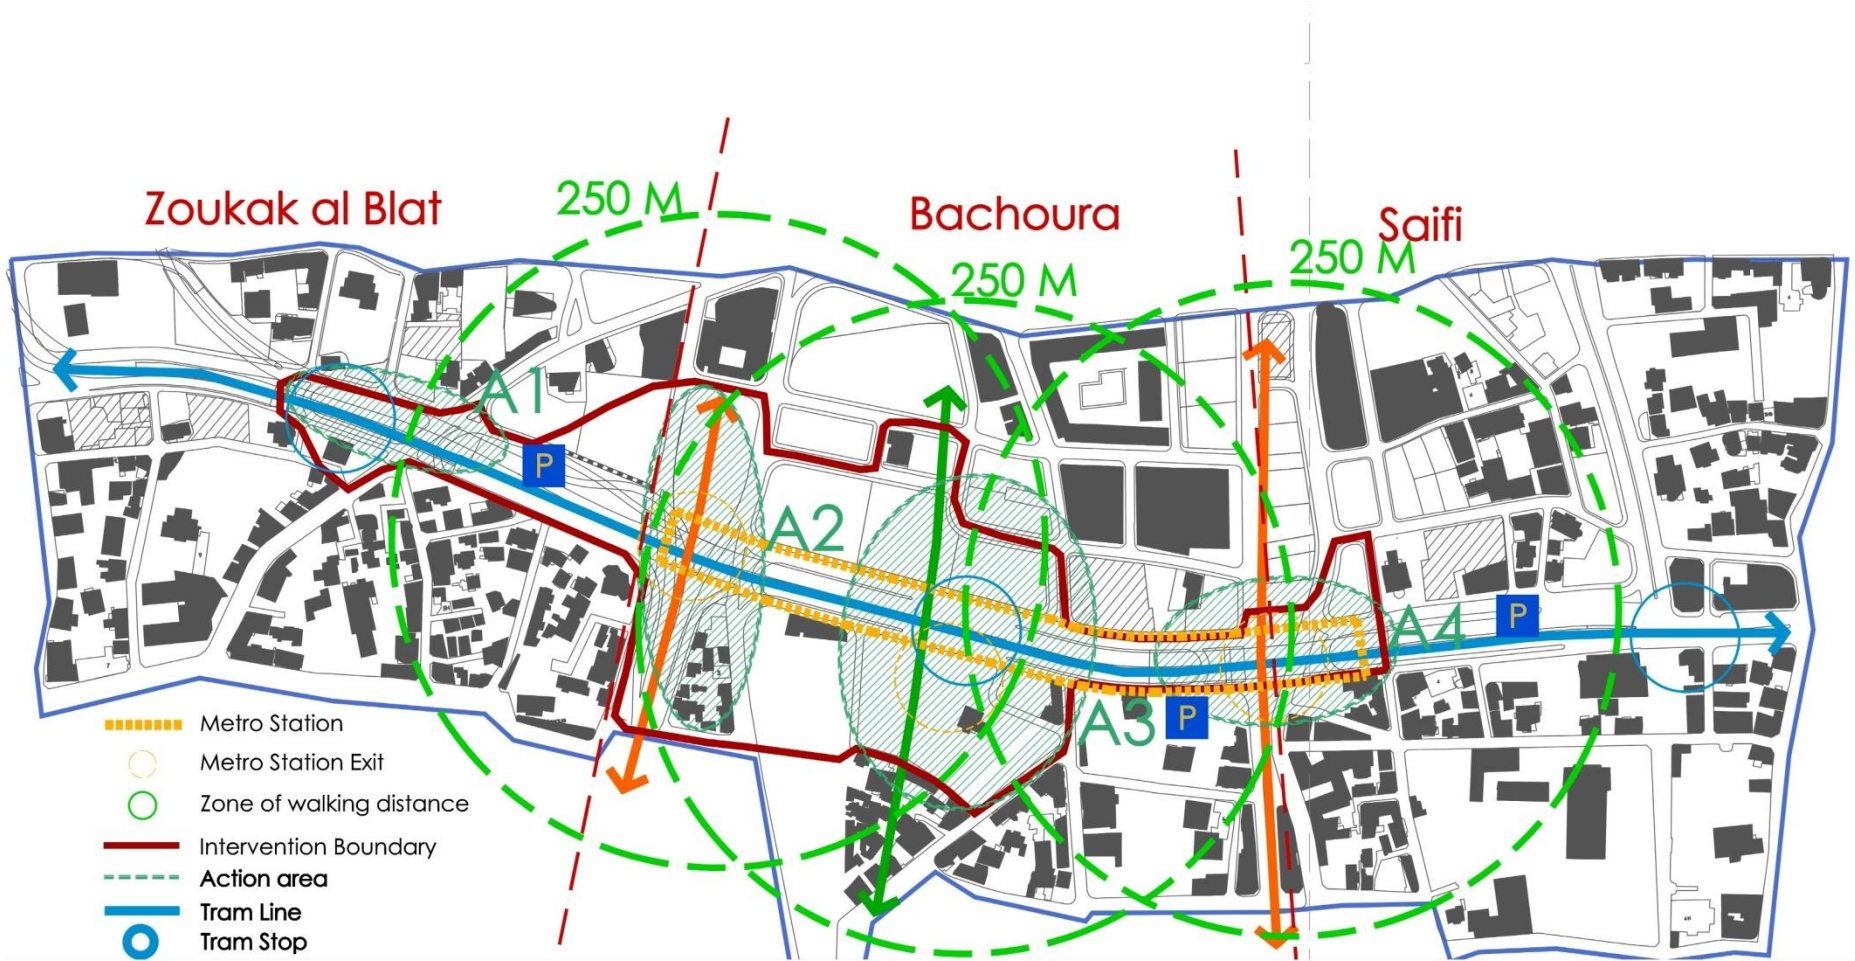 250 M
Zoukak al Blat
Bachoura
Saifi
250 M
250 M
A1
P
A2
A4
P
A3
P
Metro Station
Metro Station Exit
Zone of walking distance
Intervention Boundary
Action area
Tram Line
Tram Stop